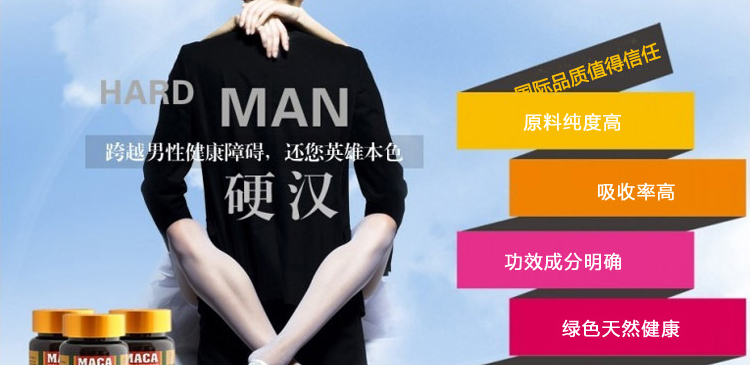 HARD
MAN
跨越男性健康障碍，还您英雄本色
硬汉
MACA
MACA
国际品质值得信任
原料纯度高
吸收率高
功效成分明确
绿色天然健康